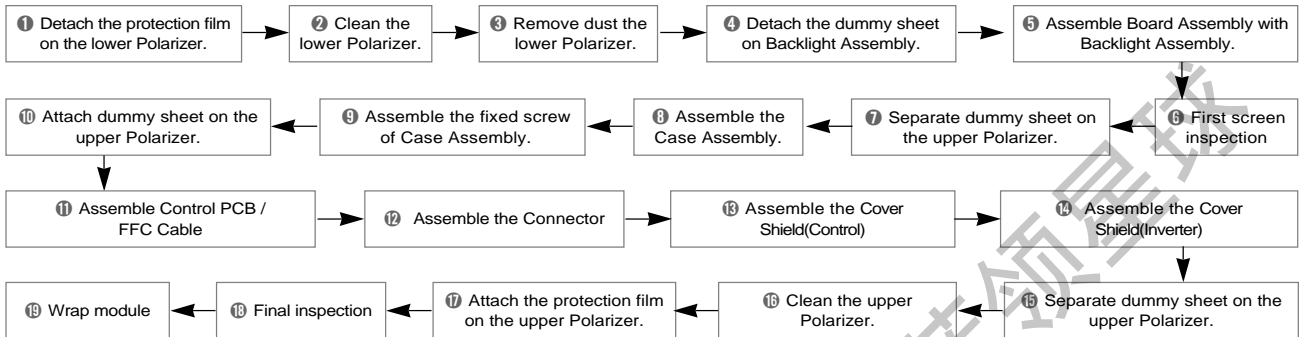 ❶ Detach the protection film
on the lower Polarizer.
❷ Clean the
lower Polarizer.
❸ Remove dust the
lower Polarizer.
❹ Detach the dummy sheet
on Backlight Assembly.
❺ Assemble Board Assembly with
Backlight Assembly.
❻ First screen
inspection
❼ Separate dummy sheet on
the upper Polarizer.
❽ Assemble the
Case Assembly.
❾ Assemble the fixed screw
of Case Assembly.
❿ Attach dummy sheet on the
upper Polarizer.
⓫ Assemble Control PCB /
FFC Cable
⓬ Assemble the Connector
⓭ Assemble the Cover
Shield(Control)
⓮ Assemble the Cover
Shield(Inverter)
⓯ Separate dummy sheet on the
upper Polarizer.
⓰ Clean the upper
Polarizer.
⓱ Attach the protection film
on the upper Polarizer.
⓲ Final inspection
⓳ Wrap module
领星球